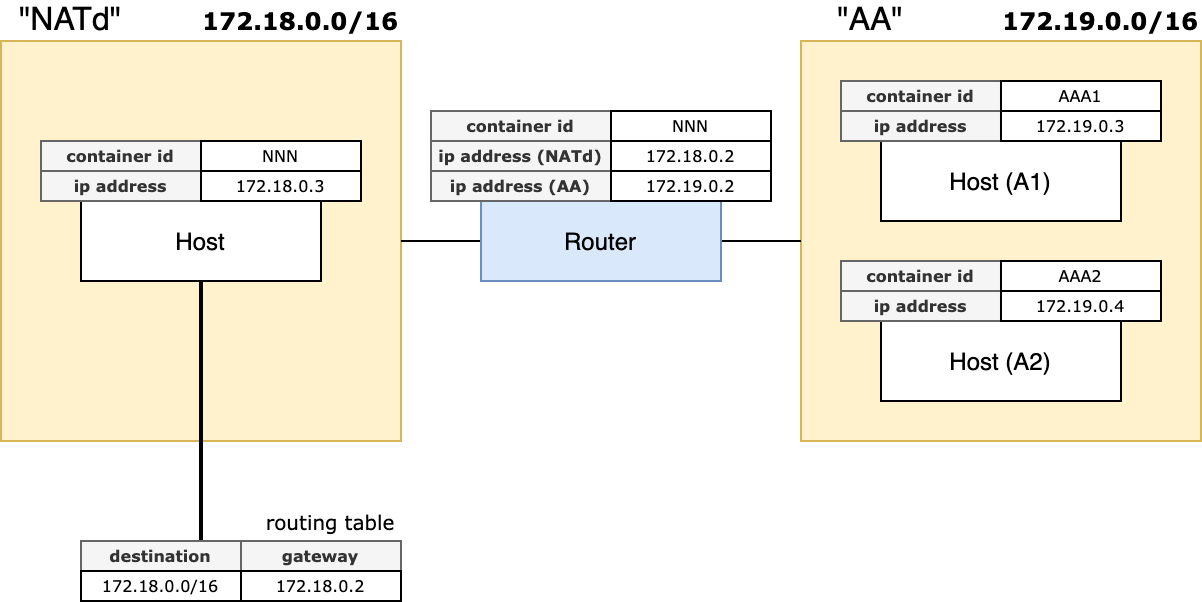 "NATd" 172.18.0.0/16
container id NNN
ip address 172.18.0.3
Host
container id NNN
ip address (NATd) 172.18.0.2
ip address (AA) 172.19.0.2
Router
"AA" 172.19.0.0/16
container id AAA1
ip address 172.19.0.3
Host (A1)
container id AAA2
ip address 172.19.0.4
Host (A2)
routing table
destination gateway
172.18.0.0/16 172.18.0.2